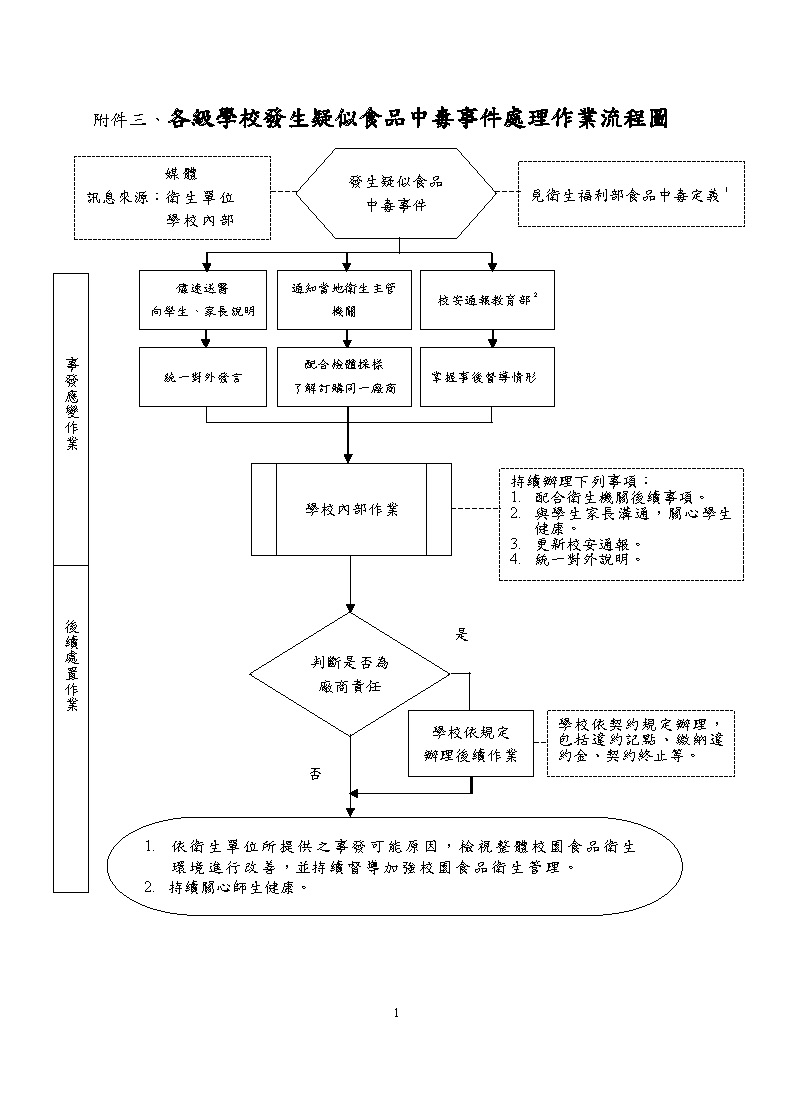 附件三、各級學校發生疑似食品中毒事件處理作業流程圖
媒體
訊息來源：衛生單位
學校內部
發生疑似食品
中毒事件
見衛生福利部食品中毒定義1
儘速送醫
向學生、家長說明
通知當地衛生主管
機關
校安通報教育部2
統一對外發言
配合檢體採樣
了解訂購同一廠商
掌握事後督導情形
事發應變作業
學校內部作業
持續辦理下列事項：
1. 配合衛生機關後續事項。
2. 與學生家長溝通，關心學生
健康。
3. 更新校安通報。
4. 統一對外說明。
後續處置作業
判斷是否為
廠商責任
是
學校依規定
辦理後續作業
學校依契約規定辦理，
包括違約記點、繳納違
約金、契約終止等。
否
1. 依衛生單位所提供之事發可能原因，檢視整體校園食品衛生
環境進行改善，並持續督導加強校園食品衛生管理。
2. 持續關心師生健康。
1